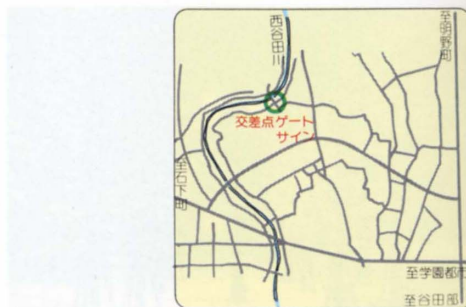 西谷田川
至明野町
交差点ゲート
サイン
至石下町
至学園都市
至谷田部